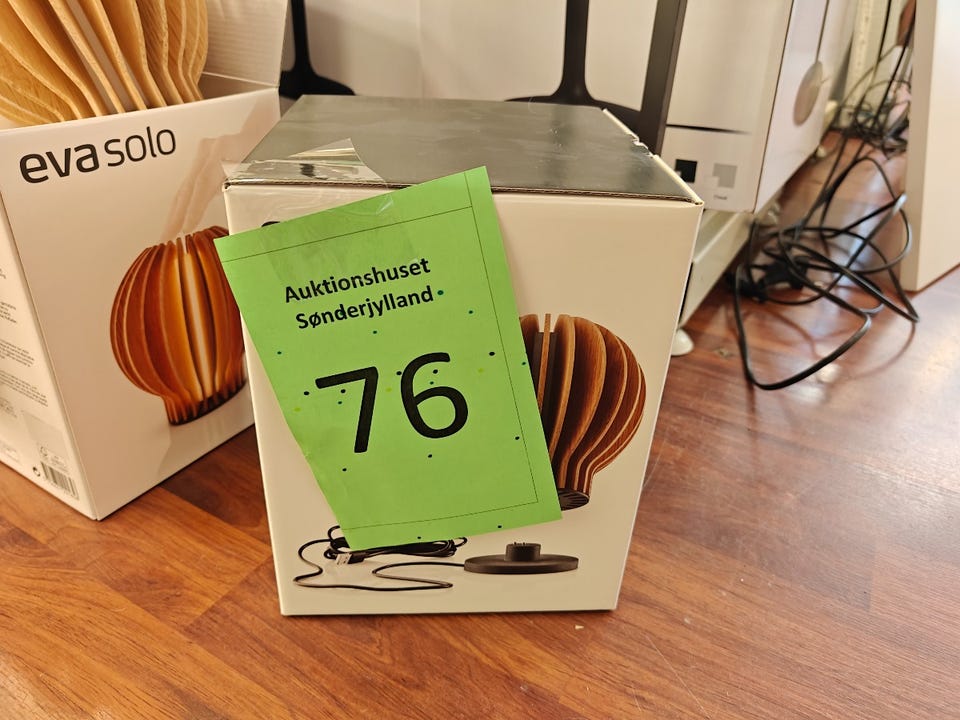 eva solo
Auktionshuset
Sønderjylland
76